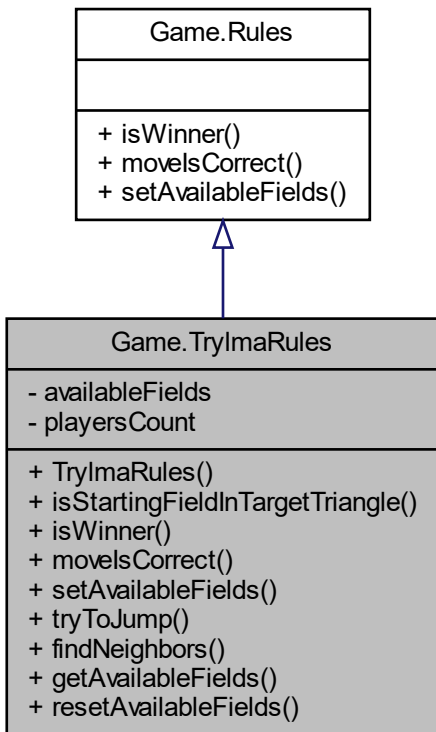 Game.Rules
+ isWinner()
+ moveIsCorrect()
+ setAvailableFields()
Game.TryImaRules
- availableFields
- playersCount
+ TryImaRules()
+ isStartingFieldInTargetTriangle()
+ isWinner()
+ moveIsCorrect()
+ setAvailableFields()
+ tryToJump()
+ findNeighbors()
+ getAvailableFields()
+ resetAvailableFields()